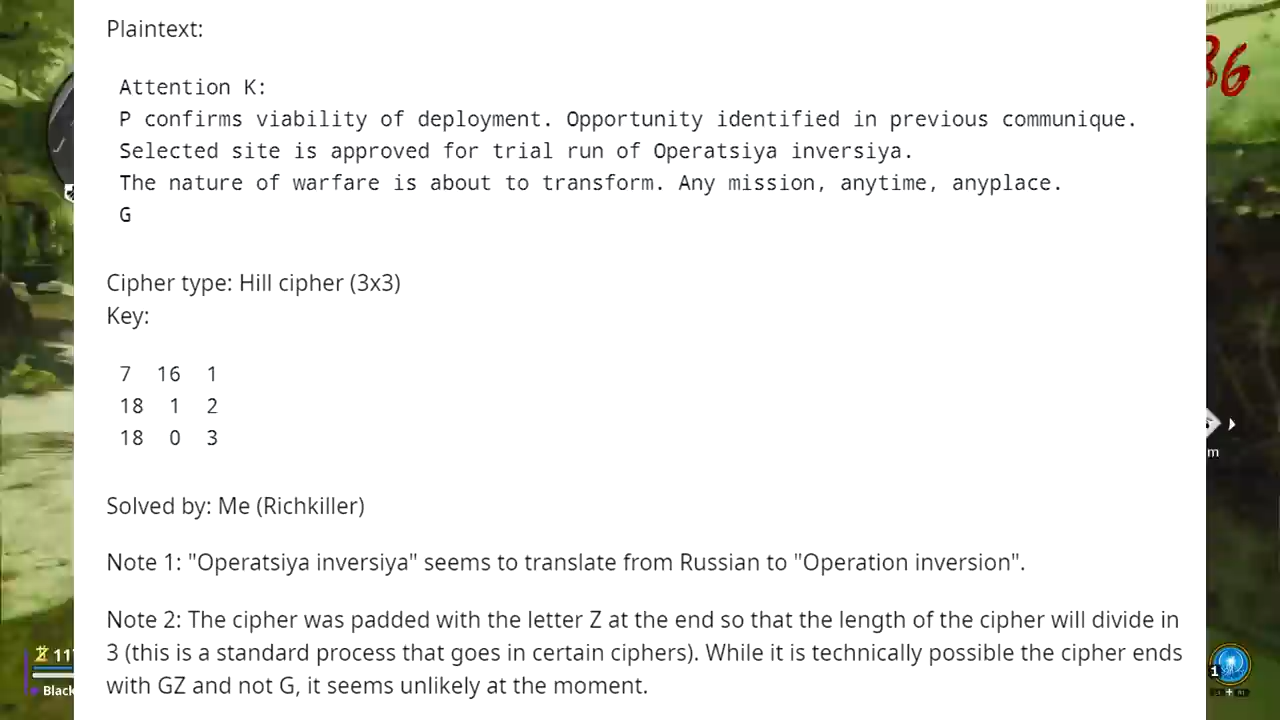 Plaintext:
Attention K:
P confirms viability of deployment. Opportunity identified in previous communique.
Selected site is approved for trial run of Operatsiya inversiya.
The nature of warfare is about to transform. Any mission, anytime, anyplace.
G
Cipher type: Hill cipher (3x3)
Key:
7 16 1
18 1 2
18 0 3
Solved by: Me (Richkiller)
Note 1: "Operatsiya inversiya" seems to translate from Russian to "Operation inversion".
Note 2: The cipher was padded with the letter Z at the end so that the length of the cipher will divide in
3 (this is a standard process that goes in certain ciphers). While it is technically possible the cipher ends
with GZ and not G, it seems unlikely at the moment.
36
m
11
Black
1